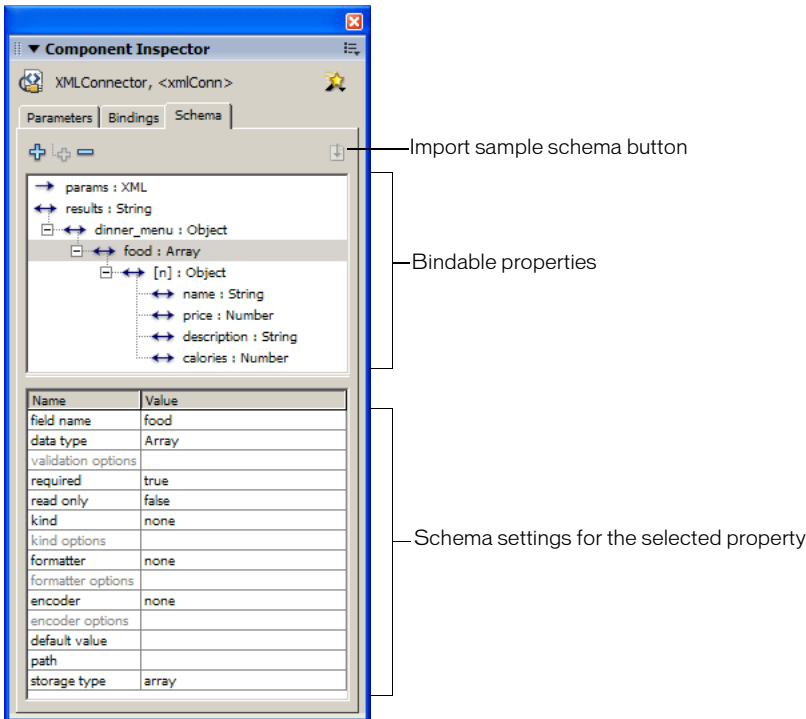 Component Inspector
XMLConnector, <xmlConn>
Parameters Bindings Schema
Import sample schema button
params : XML
results : String
dinner_menu : Object
food : Array
[n] : Object
name : String
price : Number
description : String
calories : Number
Bindable properties
Name Value
field name food
data type Array
validation options
required true
read only false
kind none
kind options
formatter none
formatter options
encoder none
encoder options
default value
path
storage type array
Schema settings for the selected property